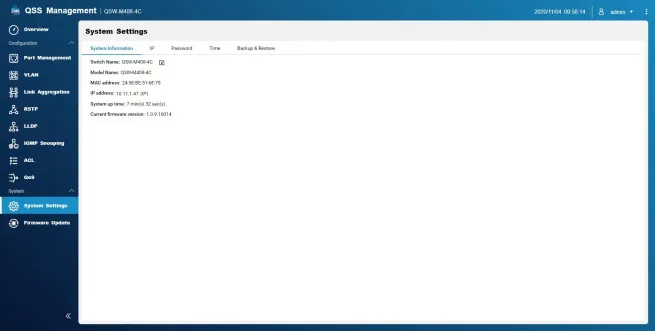 QSS Management | QSW-M408-4C
2020/11/04 09:56:14
admin
Overview
Configuration
Port Management
VLAN
Link Aggregation
RSTP
LLDP
IGMP Snooping
ACL
QoS
System
System Settings
Firmware Update
System Settings
System Information IP Password Time Backup & Restore
Switch Name: QSW-M408-4C
Model Name: QSW-M408-4C
MAC address: 24:5E:BE:51:6E:75
IP address: 10.11.1.47 (IP)
System up time: 7 min(s) 32 sec(s)
Current firmware version: 1.0.9.16014